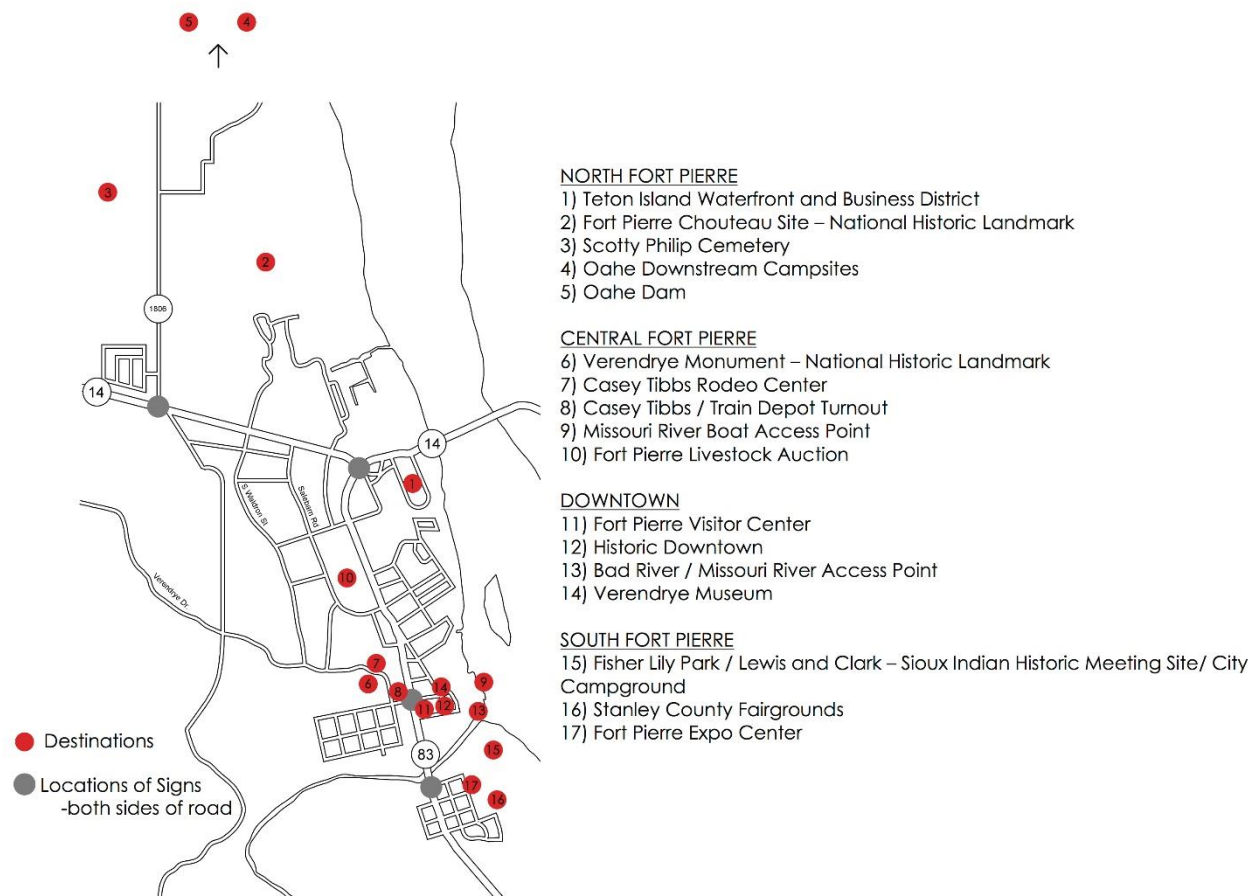 5
4
3
2
1806
14
14
1
S Waldron St
Salebarn Rd
10
Verendrye Dr.
7
6
8
14
9
11
12
13
83
15
17
16
Destinations
Locations of Signs
-both sides of road
NORTH FORT PIERRE
1) Teton Island Waterfront and Business District
2) Fort Pierre Chouteau Site – National Historic Landmark
3) Scotty Philip Cemetery
4) Oahe Downstream Campsites
5) Oahe Dam
CENTRAL FORT PIERRE
6) Verendrye Monument – National Historic Landmark
7) Casey Tibbs Rodeo Center
8) Casey Tibbs / Train Depot Turnout
9) Missouri River Boat Access Point
10) Fort Pierre Livestock Auction
DOWNTOWN
11) Fort Pierre Visitor Center
12) Historic Downtown
13) Bad River / Missouri River Access Point
14) Verendrye Museum
SOUTH FORT PIERRE
15) Fisher Lily Park / Lewis and Clark – Sioux Indian Historic Meeting Site/ City
Campground
16) Stanley County Fairgrounds
17) Fort Pierre Expo Center